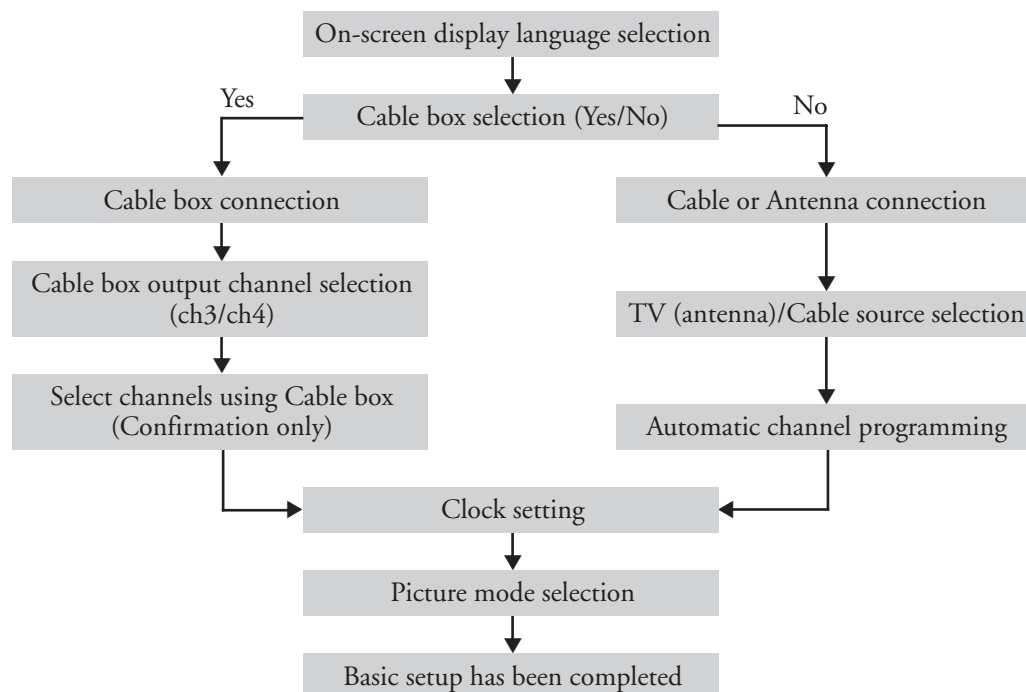 On-screen display language selection
Yes
Cable box selection (Yes/No)
No
Cable box connection
Cable or Antenna connection
Cable box output channel selection
(ch3/ch4)
TV (antenna)/Cable source selection
Select channels using Cable box
(Confirmation only)
Automatic channel programming
Clock setting
Picture mode selection
Basic setup has been completed